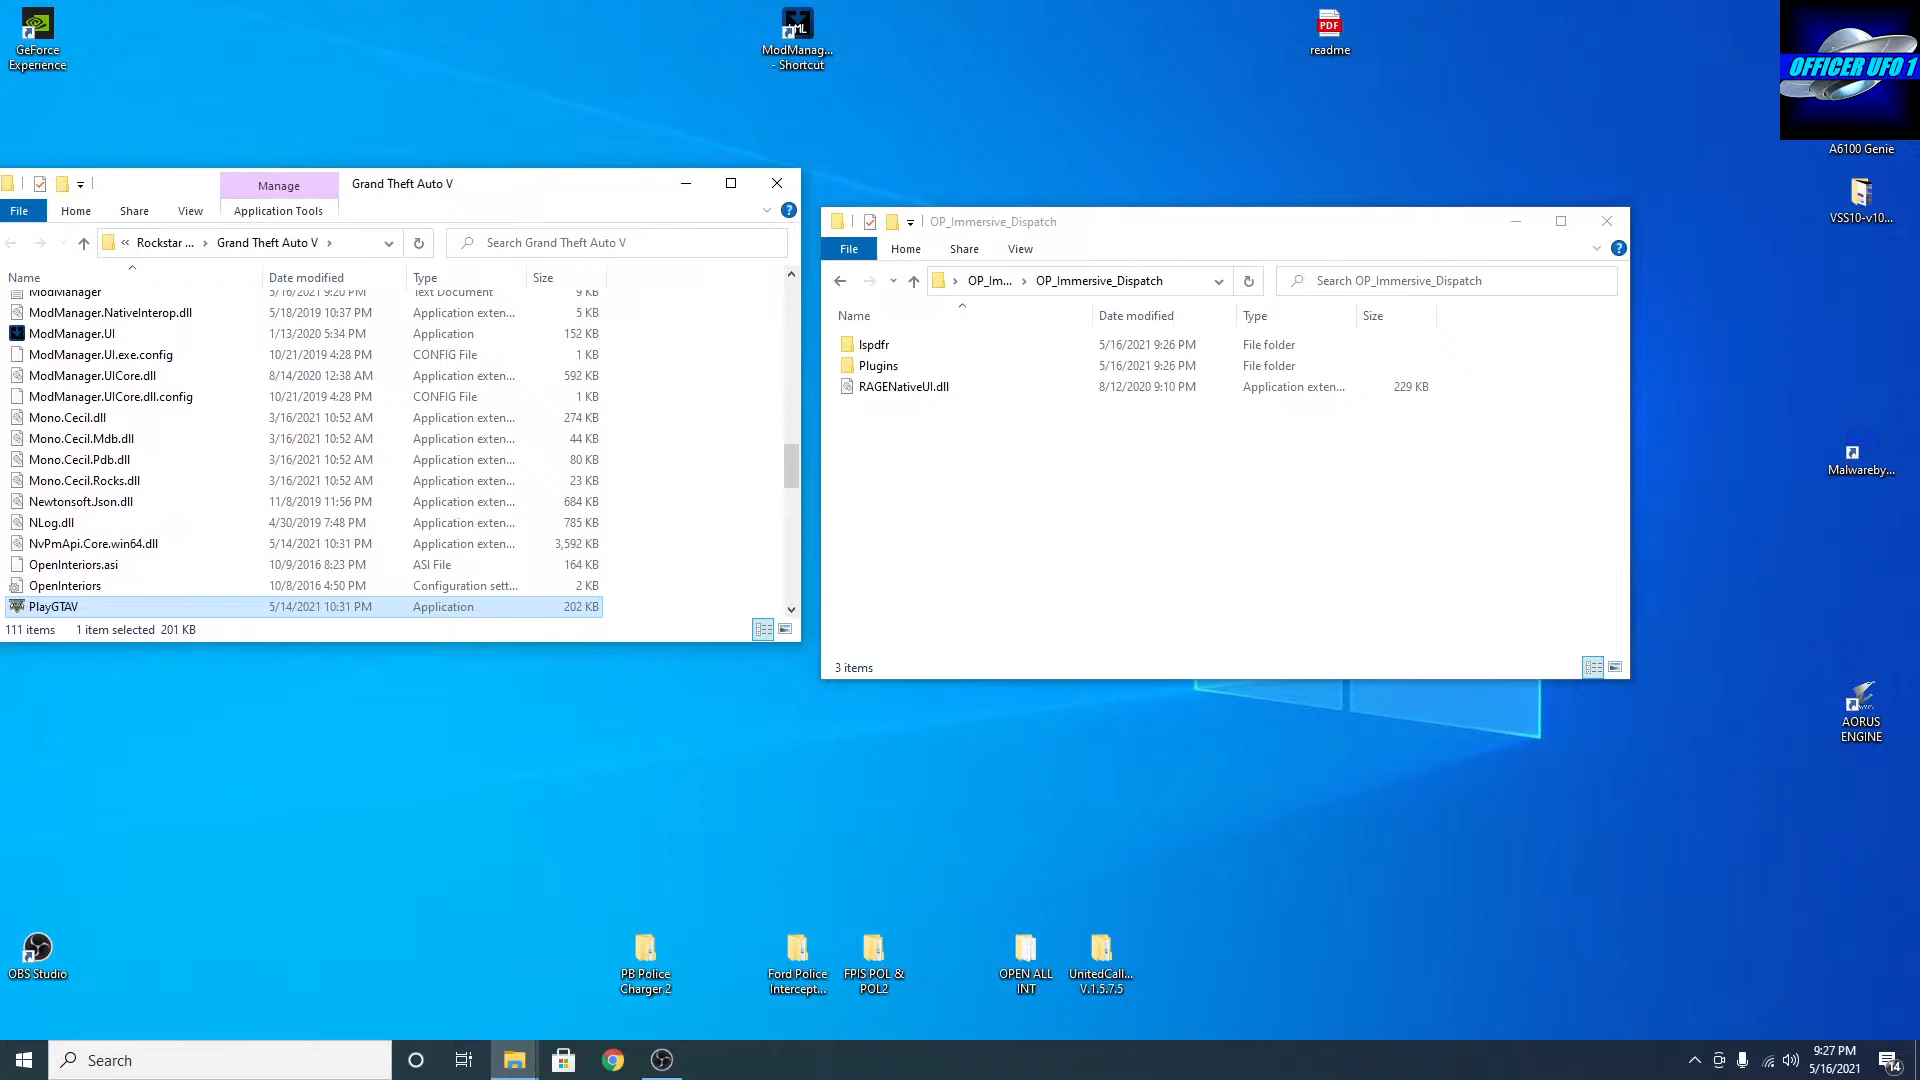 GeForce
Experience
ModManag...
- Shortcut
PDF
readme
OFFICER UFO 1
A6100 Genie
VSS10-v10...
Malwareby...
AORUS
ENGINE
Manage
Grand Theft Auto V
File
Home
Share
View
Application Tools
« Rockstar ... › Grand Theft Auto V ›
Search Grand Theft Auto V
Name
Date modified
Type
Size
ModManager 5/16/2021 9:20 PM Text Document 9 KB
ModManager.NativeInterop.dll 5/18/2019 10:37 PM Application exten... 5 KB
ModManager.UI 1/13/2020 5:34 PM Application 152 KB
ModManager.UI.exe.config 10/21/2019 4:28 PM CONFIG File 1 KB
ModManager.UICore.dll 8/14/2020 12:38 AM Application exten... 592 KB
ModManager.UICore.dll.config 10/21/2019 4:28 PM CONFIG File 1 KB
Mono.Cecil.dll 3/16/2021 10:52 AM Application exten... 274 KB
Mono.Cecil.Mdb.dll 3/16/2021 10:52 AM Application exten... 44 KB
Mono.Cecil.Pdb.dll 3/16/2021 10:52 AM Application exten... 80 KB
Mono.Cecil.Rocks.dll 3/16/2021 10:52 AM Application exten... 23 KB
Newtonsoft.Json.dll 11/8/2019 11:56 PM Application exten... 684 KB
NLog.dll 4/30/2019 7:48 PM Application exten... 785 KB
NvPmApi.Core.win64.dll 5/14/2021 10:31 PM Application exten... 3,592 KB
OpenInteriors.asi 10/9/2016 8:23 PM ASI File 164 KB
OpenInteriors 10/8/2016 4:50 PM Configuration sett... 2 KB
PlayGTAV 5/14/2021 10:31 PM Application 202 KB
111 items 1 item selected 201 KB
OP_Immersive_Dispatch
File
Home
Share
View
› OP_Im... › OP_Immersive_Dispatch
Search OP_Immersive_Dispatch
Name
Date modified
Type
Size
lspdfr 5/16/2021 9:26 PM File folder
Plugins 5/16/2021 9:26 PM File folder
RAGENativeUI.dll 8/12/2020 9:10 PM Application exten... 229 KB
3 items
OBS Studio
PB Police
Charger 2
Ford Police
Intercept...
FPIS POL &
POL2
OPEN ALL
INT
UnitedCall...
V.1.5.7.5
Search
9:27 PM
5/16/2021
14